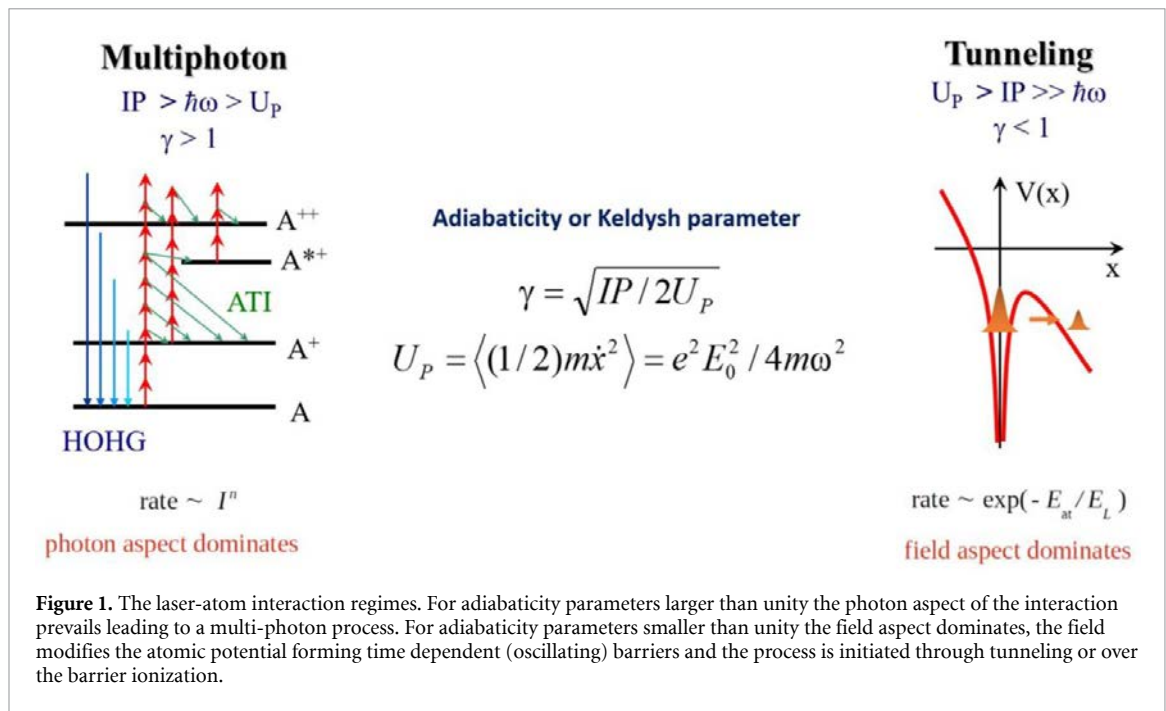 Multiphoton
IP > ħω > U_P
γ > 1
A⁺⁺
A*⁺
ATI
A⁺
A
HOHG
rate ~ Iⁿ
photon aspect dominates
Adiabaticity or Keldysh parameter
γ = √(IP / 2U_P)
U_P = ⟨(1/2)mẋ²⟩ = e²E₀² / 4mω²
Tunneling
U_P > IP >> ħω
γ < 1
V(x)
x
rate ~ exp(- E_at / E_L )
field aspect dominates
Figure 1. The laser-atom interaction regimes. For adiabaticity parameters larger than unity the photon aspect of the interaction
prevails leading to a multi-photon process. For adiabaticity parameters smaller than unity the field aspect dominates, the field
modifies the atomic potential forming time dependent (oscillating) barriers and the process is initiated through tunneling or over
the barrier ionization.